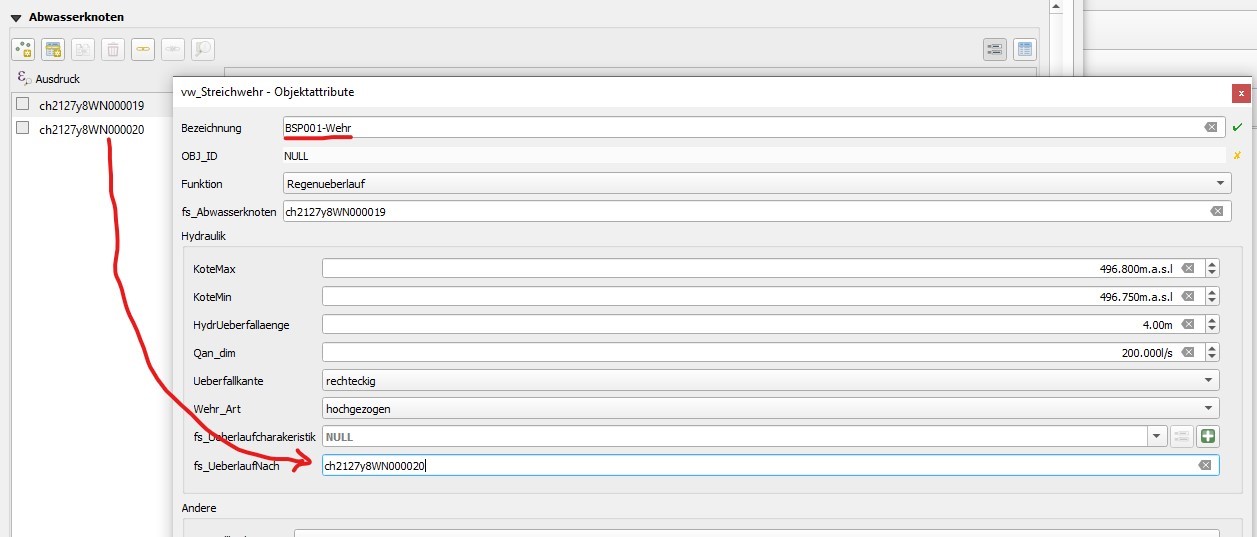 Abwasserknoten
Ausdruck
ch2127y8WN000019
ch2127y8WN000020
vw_Streichwehr - Objektattribute
x
Bezeichnung BSP001-Wehr
OBJ_ID NULL
Funktion Regenueberlauf
fs_Abwasserknoten ch2127y8WN000019
Hydraulik
KoteMax 496.800m.a.s.l
KoteMin 496.750m.a.s.l
HydrUeberfallaenge 4.00m
Qan_dim 200.000l/s
Ueberfallkante rechteckig
Wehr_Art hochgezogen
fs_Ueberlaufcharakeristik NULL
fs_UeberlaufNach ch2127y8WN000020
Andere